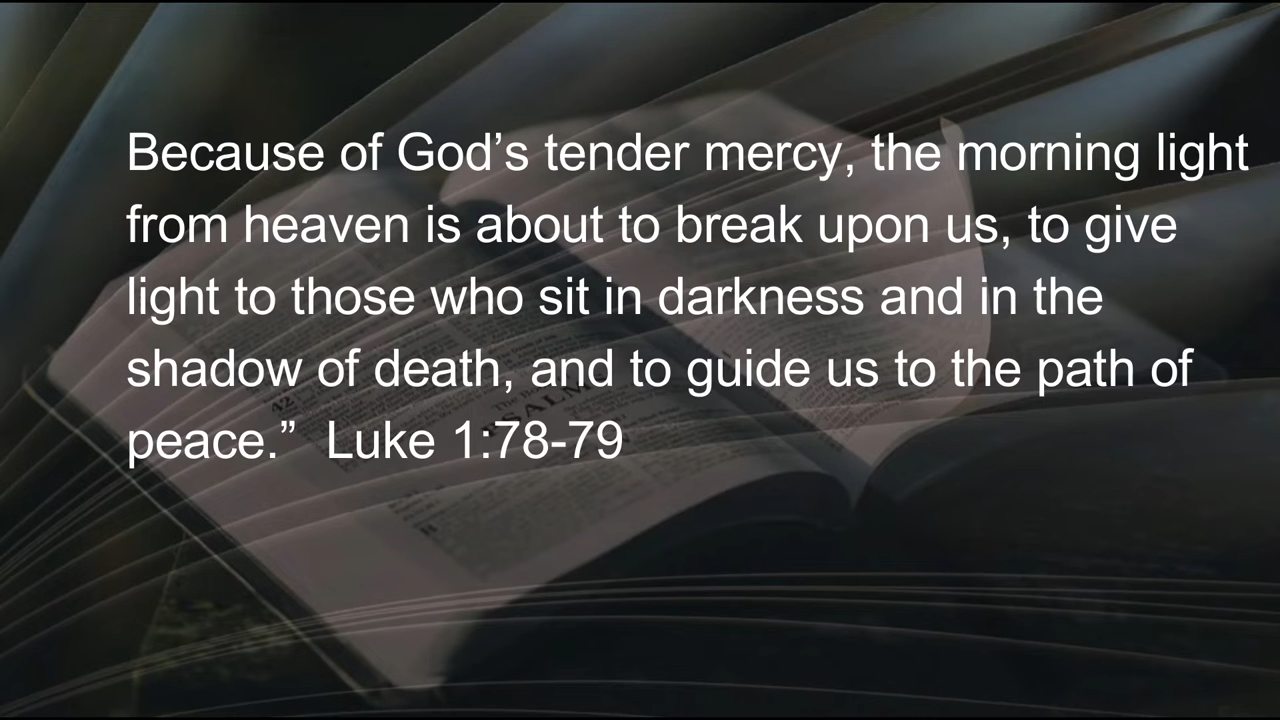 Because of God’s tender mercy, the morning light
from heaven is about to break upon us, to give
light to those who sit in darkness and in the
shadow of death, and to guide us to the path of
peace.”  Luke 1:78-79
42
PSALM